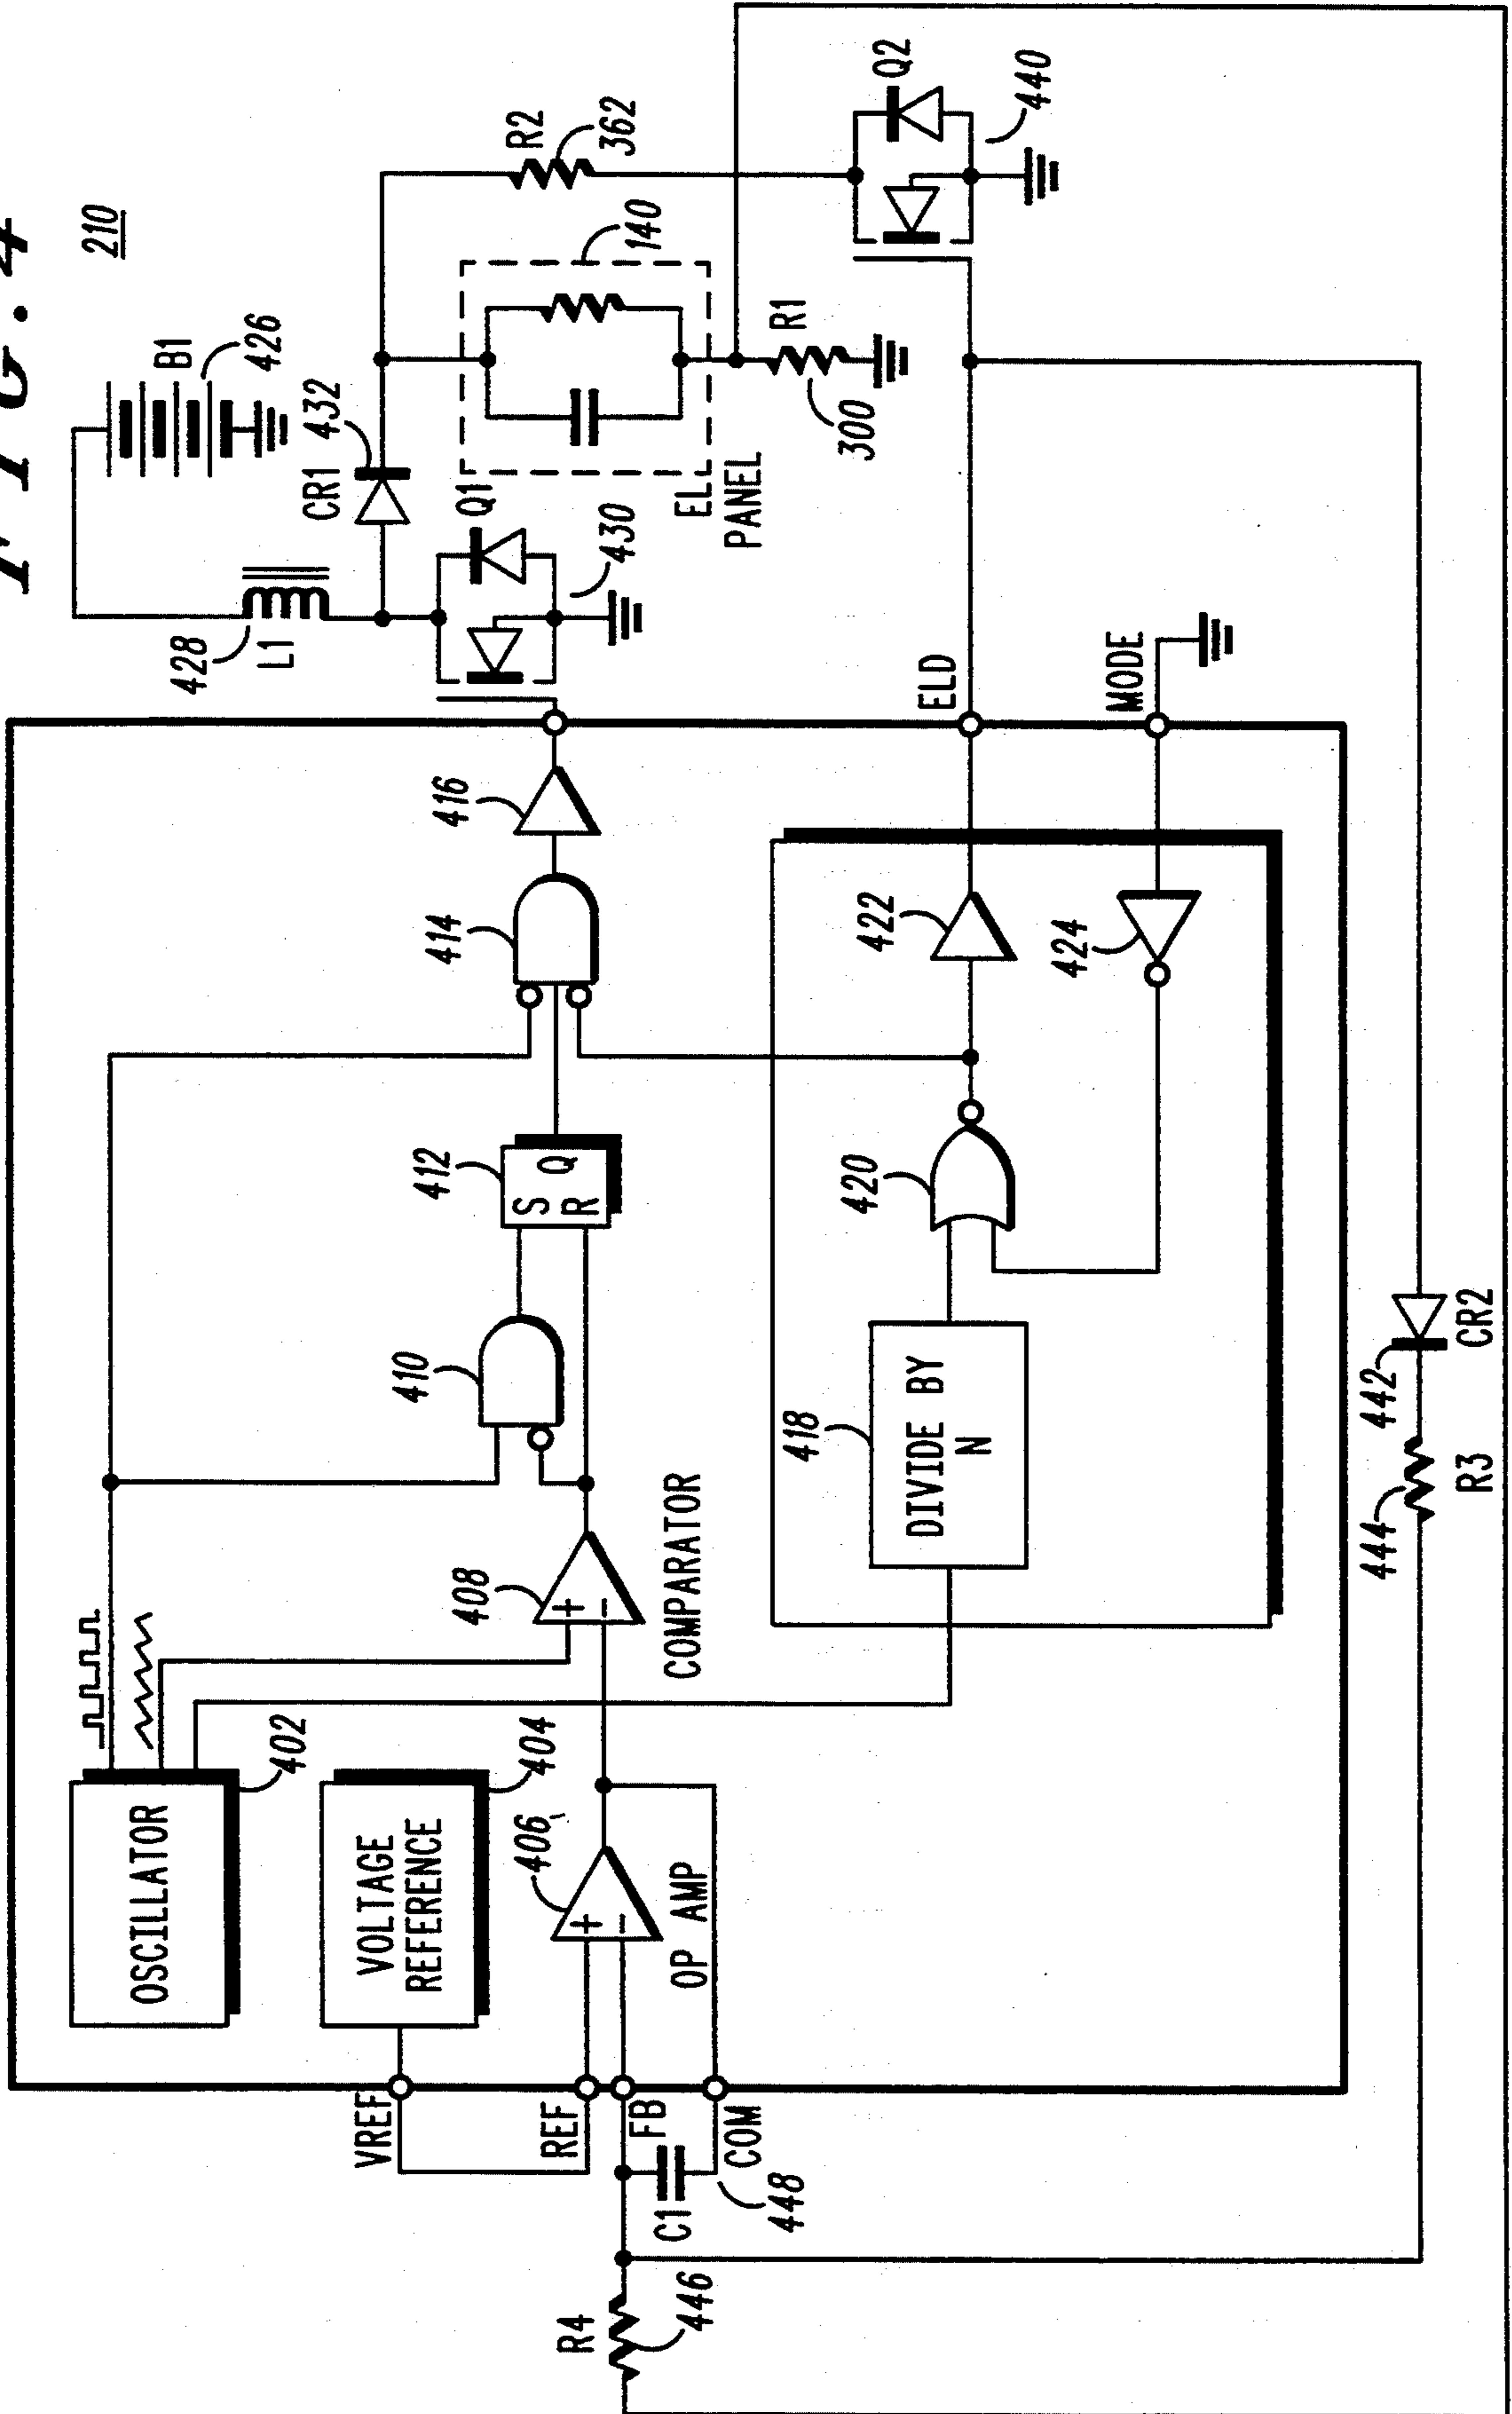 FIG. 4
210
OSCILLATOR
402
VOLTAGE
REFERENCE
404
VREF
REF
FB
COM
C1
448
R4
446
406
+
-
OP AMP
408
+
-
COMPARATOR
410
412
S
Q
R
414
416
418
DIVIDE BY
N
420
422
424
ELD
MODE
428
L1
B1
426
CR1
432
Q1
430
EL
PANEL
140
R2
362
R1
300
Q2
440
442
CR2
444
R3